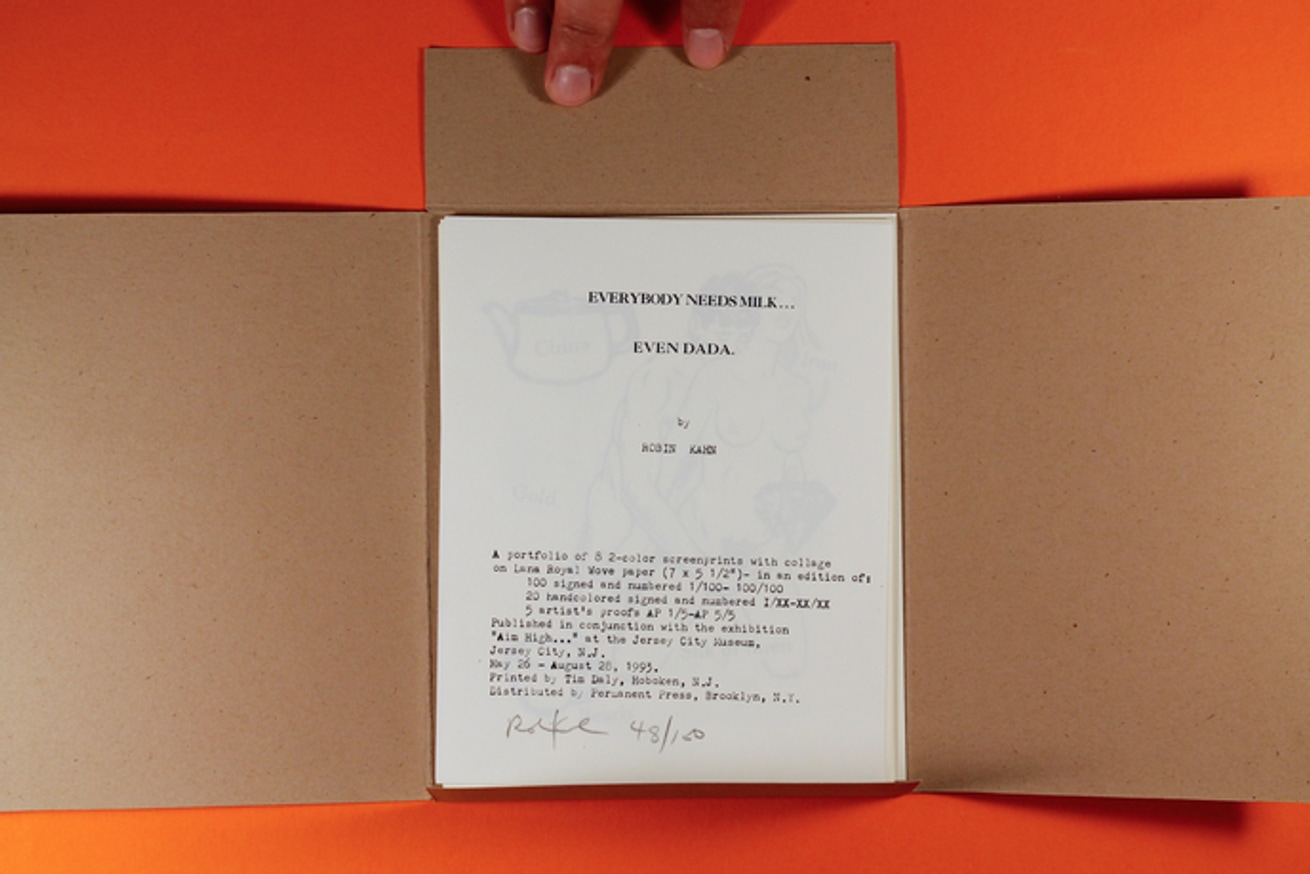 EVERYBODY NEEDS MILK...
EVEN DADA.
by
ROBIN KAHN
A portfolio of 8 2-color screenprints with collage
on Lana Royal Wove paper (7 x 5 1/2")- in an edition of:
100 signed and numbered 1/100- 100/100
20 handcolored signed and numbered I/XX-XX/XX
5 artist's proofs AP 1/5-AP 5/5
Published in conjunction with the exhibition
"Aim High..." at the Jersey City Museum,
Jersey City, N.J.
May 26 - August 28, 1993.
Printed by Tim Daly, Hoboken, N.J.
Distributed by Permanent Press, Brooklyn, N.Y.
48/100
China
Gold